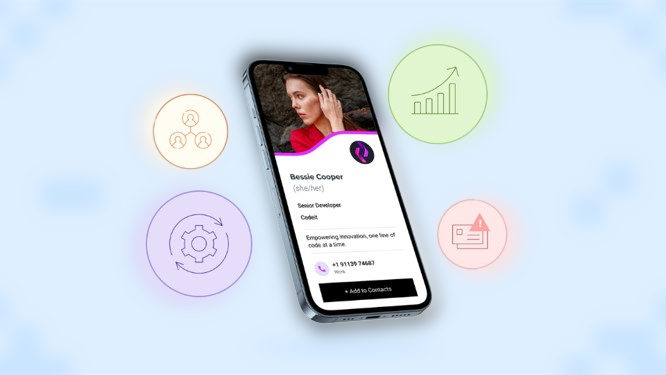 Bessie Cooper
(she/her)
Senior Developer
Codeit
Empowering innovation, one line of
code at a time.
+1 91139 74687
Work
+ Add to Contacts